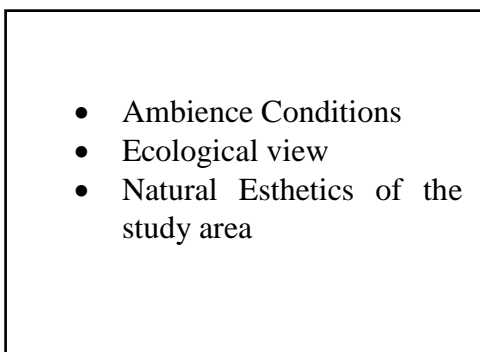 • Ambience Conditions
• Ecological view
• Natural Esthetics of the
study area